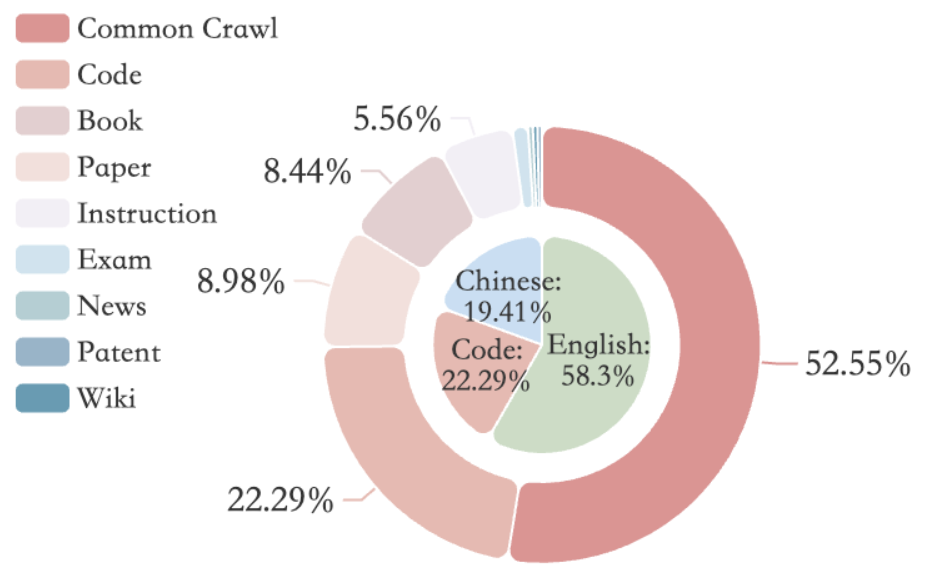 Common Crawl
Code
Book
Paper
Instruction
Exam
News
Patent
Wiki
5.56%
8.44%
8.98%
22.29%
52.55%
Chinese:
19.41%
Code:
22.29%
English:
58.3%